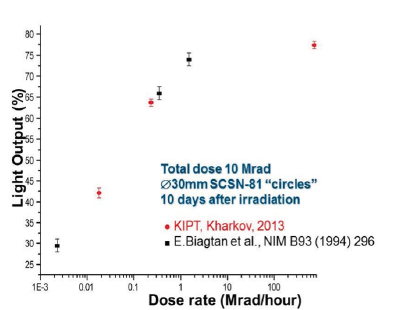 80
75
70
65
60
55
50
45
40
35
30
25
Light Output (%)
Total dose 10 Mrad
Ø30mm SCSN-81 “circles”
10 days after irradiation
KIPT, Kharkov, 2013
E.Biagtan et al., NIM B93 (1994) 296
1E-3 0.01 0.1 1 10 100
Dose rate (Mrad/hour)